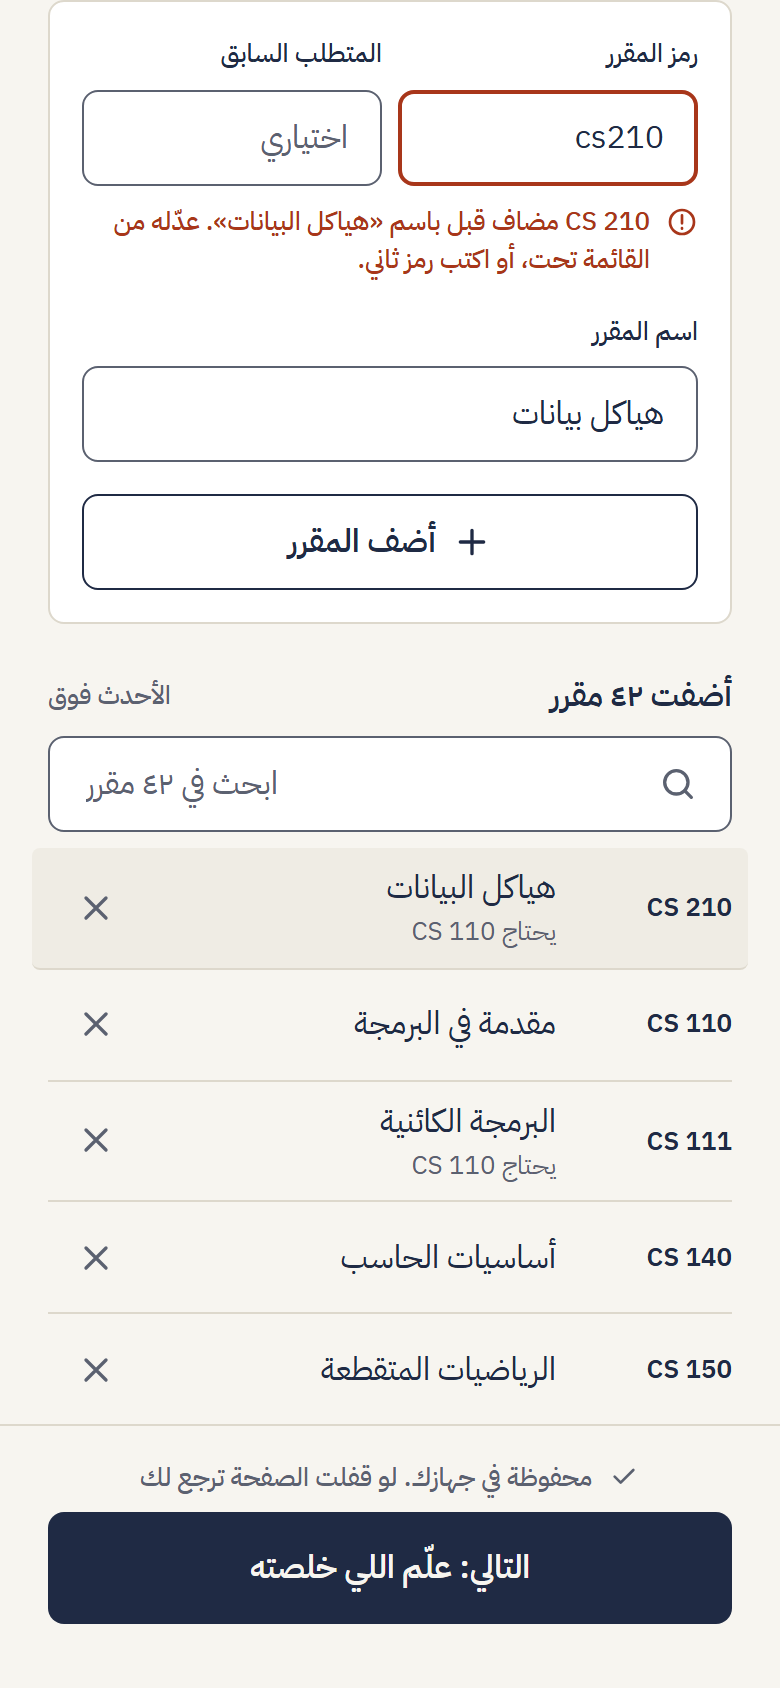 رمز المقرر
المتطلب السابق
cs210
اختياري
CS 210 مضاف قبل باسم «هياكل البيانات». عدّله من
القائمة تحت، أو اكتب رمز ثاني.
اسم المقرر
هياكل بيانات
أضف المقرر
أضفت ٤٢ مقرر
الأحدث فوق
ابحث في ٤٢ مقرر
CS 210
هياكل البيانات
يحتاج CS 110
CS 110
مقدمة في البرمجة
CS 111
البرمجة الكائنية
يحتاج CS 110
CS 140
أساسيات الحاسب
CS 150
الرياضيات المتقطعة
محفوظة في جهازك. لو قفلت الصفحة ترجع لك
التالي: علّم اللي خلصته